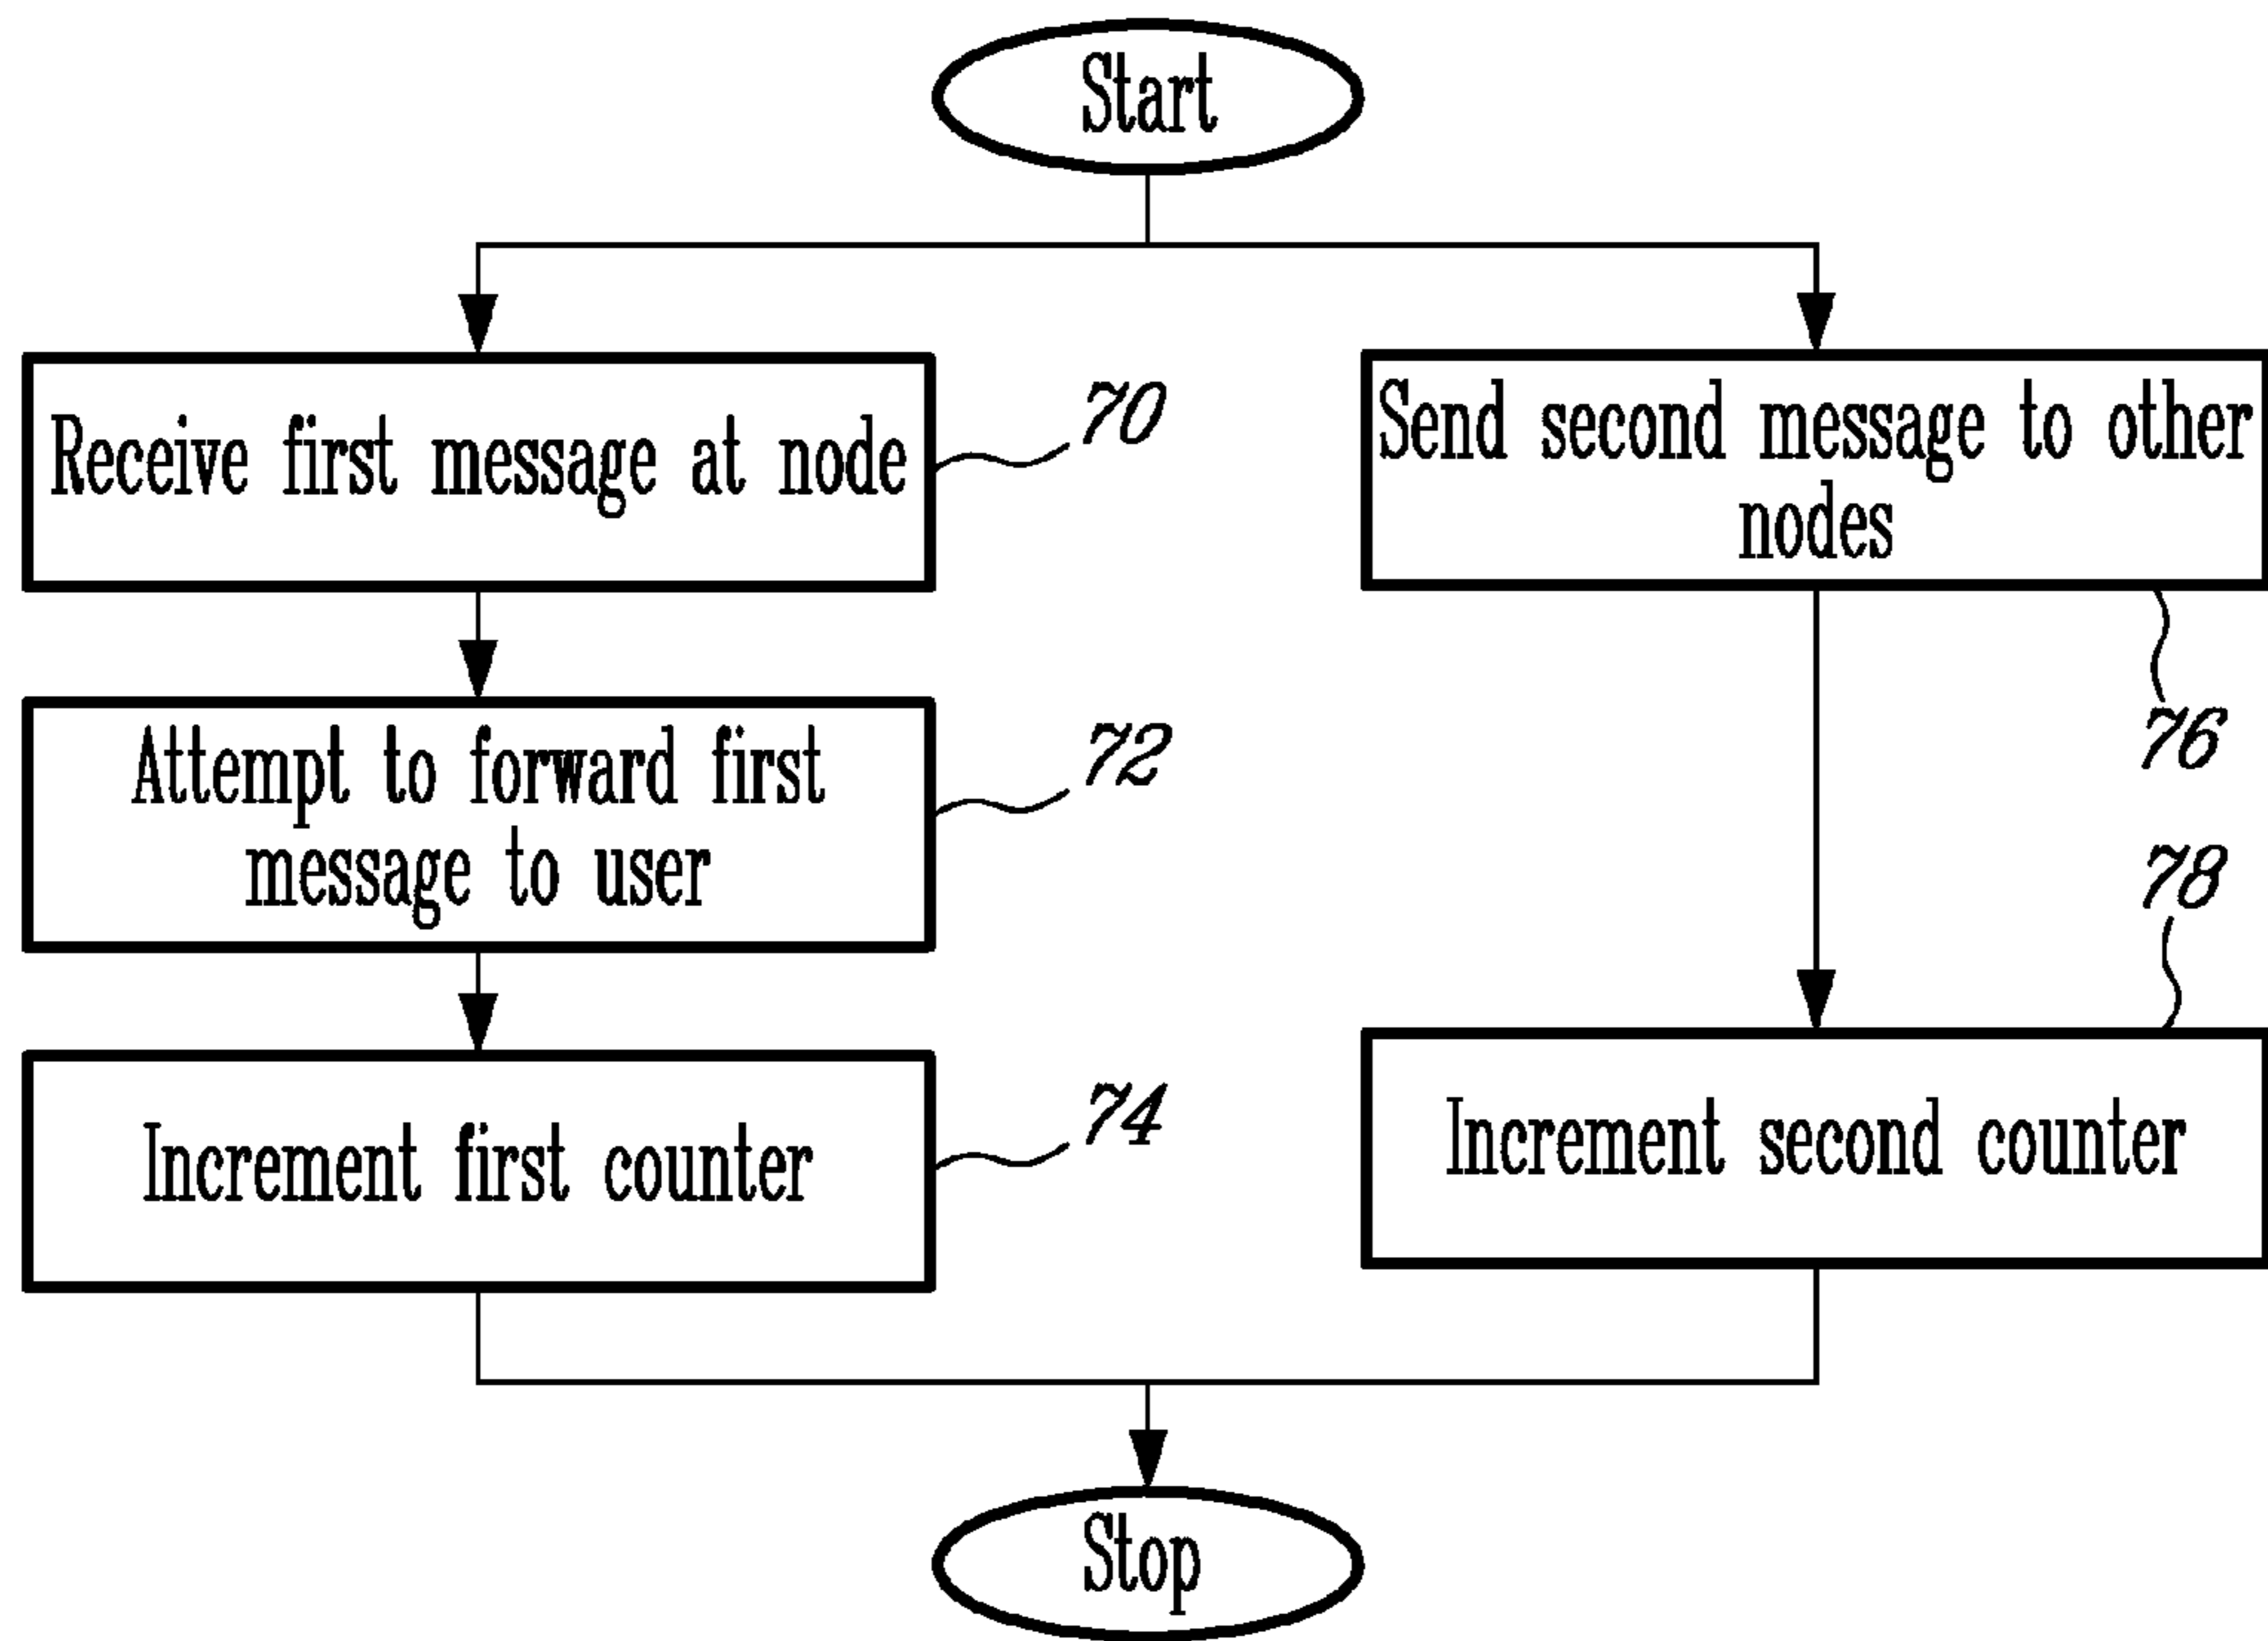 Start
Receive first message at node
70
Send second message to other
nodes
76
Attempt to forward first
message to user
72
Increment first counter
74
78
Increment second counter
Stop